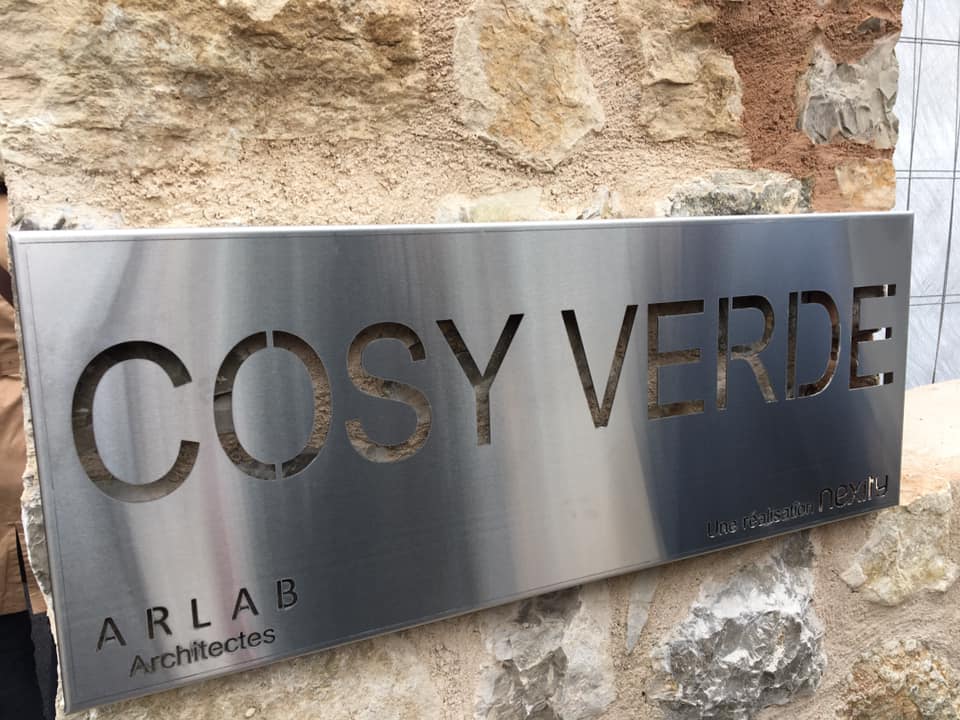 COSY VERDE
Une réalisation nexity
ARLAB
Architectes